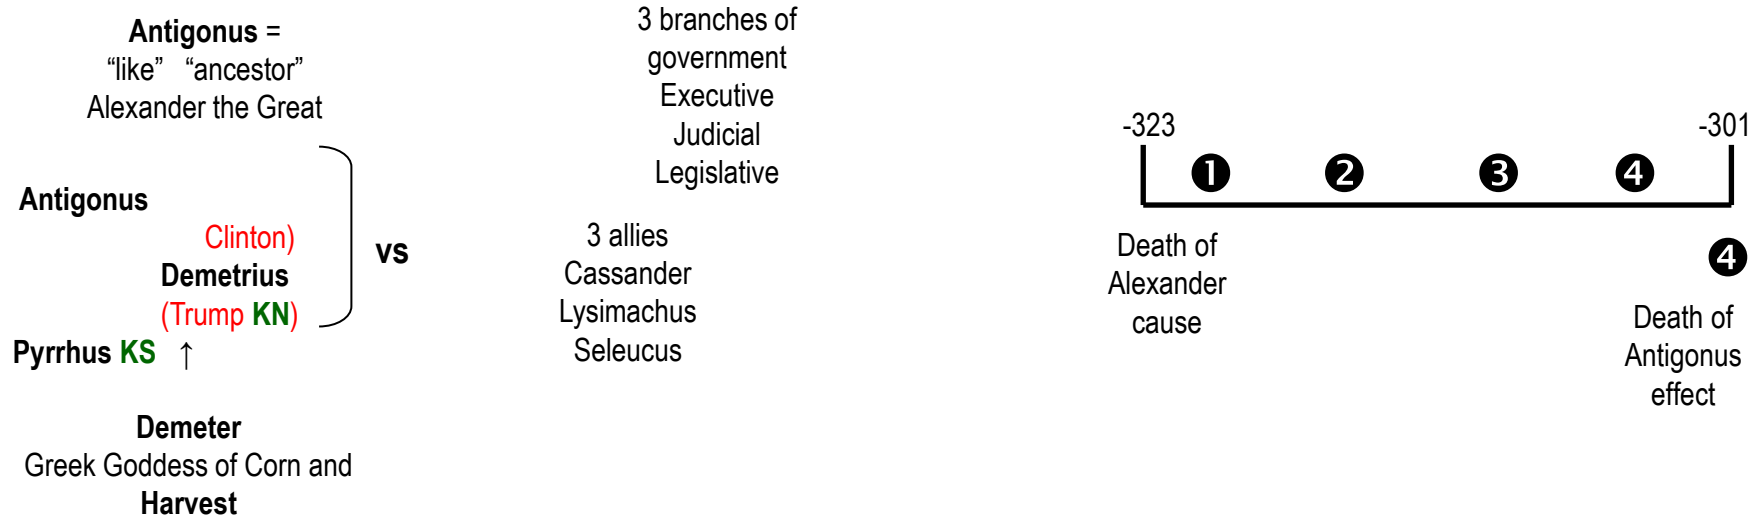 Antigonus =
“like” “ancestor”
Alexander the Great
Antigonus
Clinton)
Demetrius
(Trump KN)
Pyrrhus KS ↑
Demeter
Greek Goddess of Corn and
Harvest
vs
3 branches of
government
Executive
Judicial
Legislative
3 allies
Cassander
Lysimachus
Seleucus
-323 -301
❶ ❷ ❸ ❹
Death of
Alexander
cause
❹
Death of
Antigonus
effect